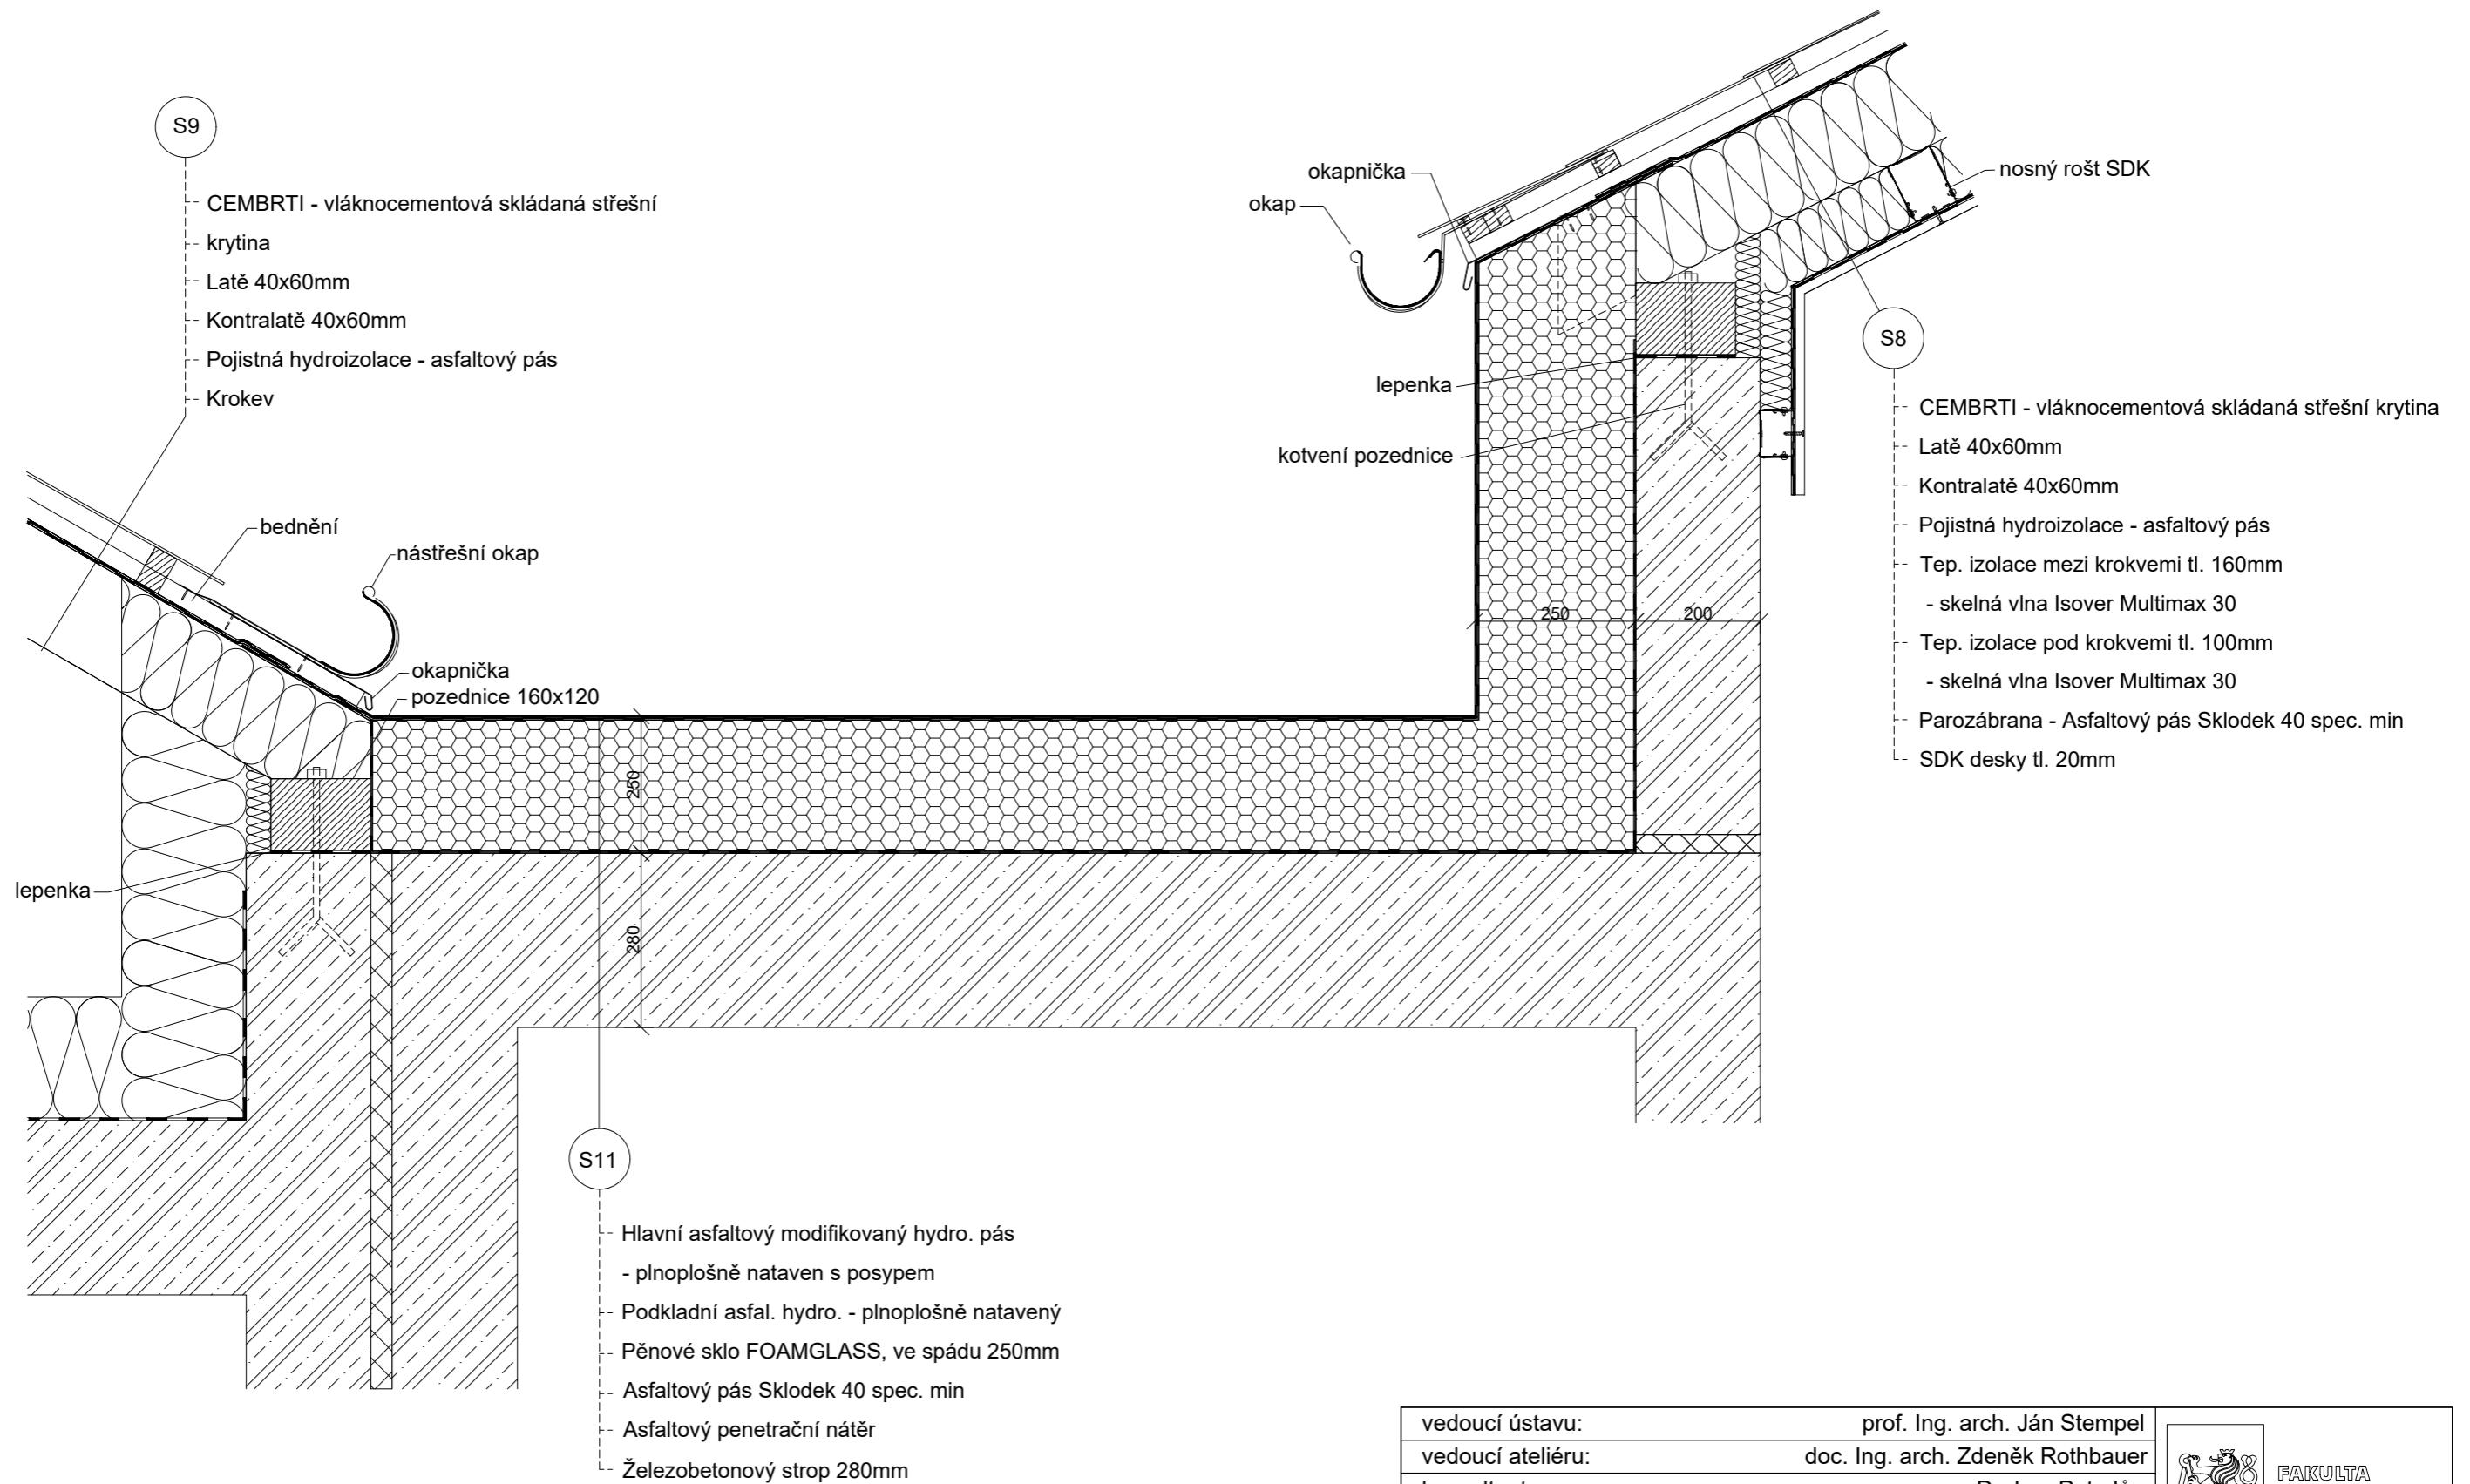 S9
CEMBRTI - vláknocementová skládaná střešní
krytina
Latě 40x60mm
Kontralatě 40x60mm
Pojistná hydroizolace - asfaltový pás
Krokev
bednění
nástřešní okap
okapnička
pozednice 160x120
lepenka
okapnička
okap
nosný rošt SDK
lepenka
kotvení pozednice
250
200
250
280
S8
CEMBRTI - vláknocementová skládaná střešní krytina
Latě 40x60mm
Kontralatě 40x60mm
Pojistná hydroizolace - asfaltový pás
Tep. izolace mezi krokvemi tl. 160mm
- skelná vlna Isover Multimax 30
Tep. izolace pod krokvemi tl. 100mm
- skelná vlna Isover Multimax 30
Parozábrana - Asfaltový pás Sklodek 40 spec. min
SDK desky tl. 20mm
S11
Hlavní asfaltový modifikovaný hydro. pás
- plnoplošně nataven s posypem
Podkladní asfal. hydro. - plnoplošně natavený
Pěnové sklo FOAMGLASS, ve spádu 250mm
Asfaltový pás Sklodek 40 spec. min
Asfaltový penetrační nátěr
Železobetonový strop 280mm
vedoucí ústavu: prof. Ing. arch. Ján Stempel
vedoucí ateliéru: doc. Ing. arch. Zdeněk Rothbauer
FAKULTA